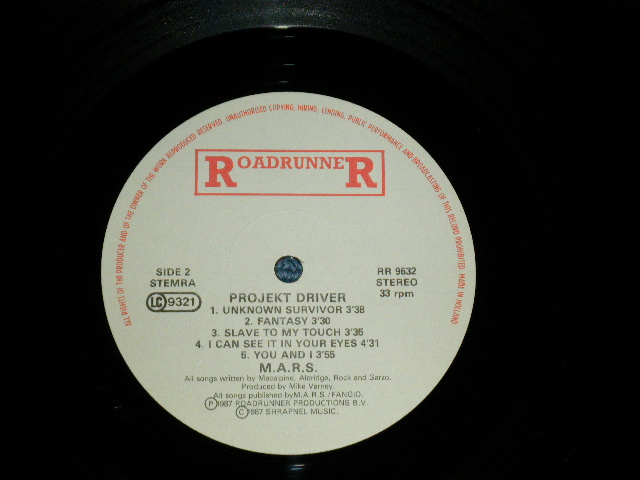 ALL RIGHTS OF THE PRODUCER AND OF THE OWNER OF THE WORK REPRODUCED RESERVED. UNAUTHORISED COPYING, HIRING, LENDING, PUBLIC PERFORMANCE AND BROADCASTING OF THIS RECORD PROHIBITED. MADE IN HOLLAND
ROADRUNNER
SIDE 2
STEMRA
LC 9321
RR 9632
STEREO
33 rpm
PROJEKT DRIVER
1. UNKNOWN SURVIVOR 3'38
2. FANTASY 3'30
3. SLAVE TO MY TOUCH 3'35
4. I CAN SEE IT IN YOUR EYES 4'31
5. YOU AND I 3'55
M.A.R.S.
All songs written by Macalpine, Aldridge, Rock and Sarzo.
Produced by Mike Varney.
All songs published by M.A.R.S./FANGIO.
℗1987 ROADRUNNER PRODUCTIONS B.V.
©1987 SHRAPNEL MUSIC.